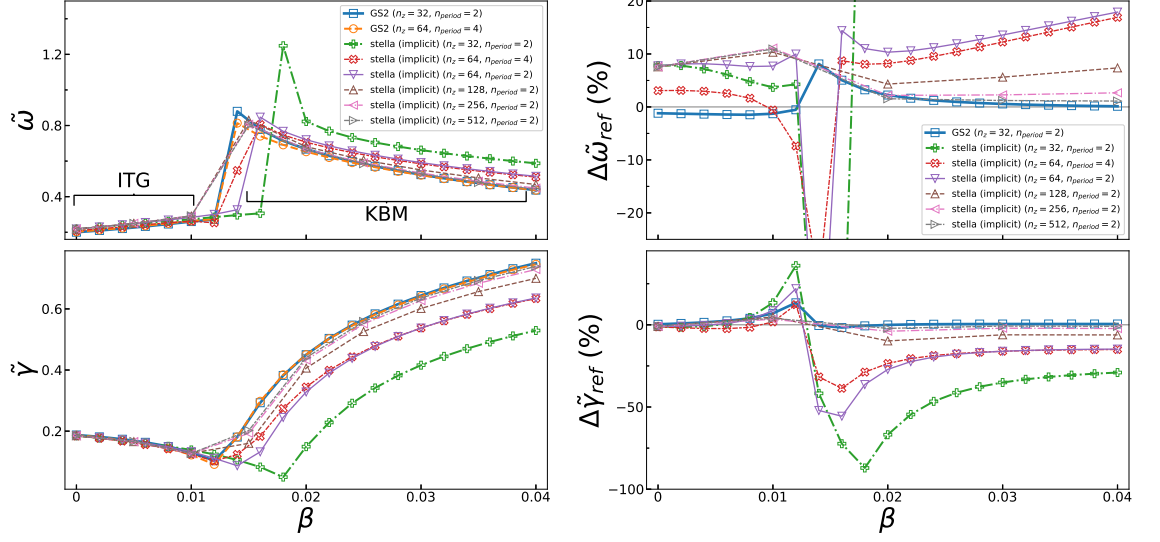 1.2
0.8
0.4
ω̃
GS2 (n_z = 32, n_period = 2)
GS2 (n_z = 64, n_period = 4)
stella (implicit) (n_z = 32, n_period = 2)
stella (implicit) (n_z = 64, n_period = 4)
stella (implicit) (n_z = 64, n_period = 2)
stella (implicit) (n_z = 128, n_period = 2)
stella (implicit) (n_z = 256, n_period = 2)
stella (implicit) (n_z = 512, n_period = 2)
ITG
KBM
20
10
0
−10
−20
Δω̃_ref (%)
GS2 (n_z = 32, n_period = 2)
stella (implicit) (n_z = 32, n_period = 2)
stella (implicit) (n_z = 64, n_period = 4)
stella (implicit) (n_z = 64, n_period = 2)
stella (implicit) (n_z = 128, n_period = 2)
stella (implicit) (n_z = 256, n_period = 2)
stella (implicit) (n_z = 512, n_period = 2)
0.6
0.4
0.2
γ̃
0 0.01 0.02 0.03 0.04
β
0
−50
−100
Δγ̃_ref (%)
0 0.01 0.02 0.03 0.04
β